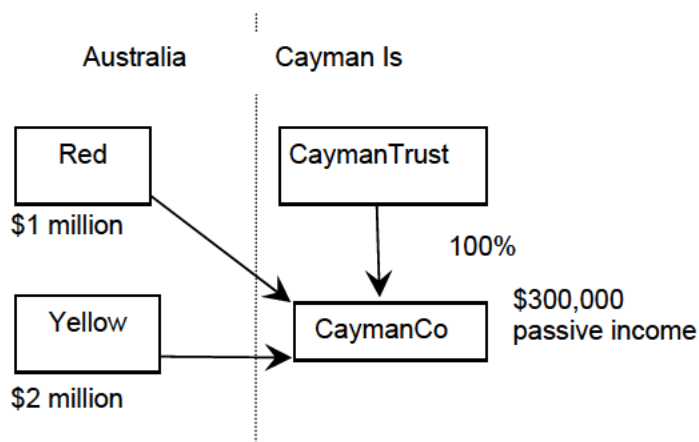 Australia
Cayman Is
Red
CaymanTrust
$1 million
100%
Yellow
CaymanCo
$300,000
passive income
$2 million